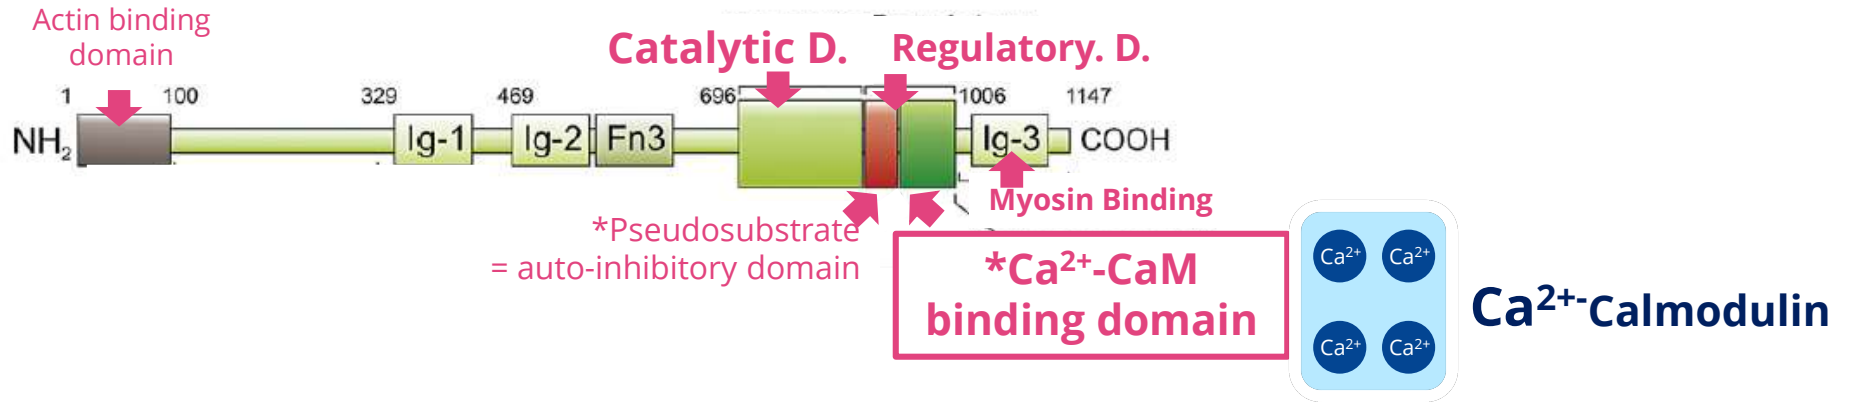 Actin binding
domain
Catalytic D.
Regulatory. D.
1
100
329
469
696
1006
1147
NH2
Ig-1
Ig-2
Fn3
Ig-3
COOH
Myosin Binding
*Pseudosubstrate
= auto-inhibitory domain
*Ca2+-CaM
binding domain
Ca2+
Ca2+
Ca2+
Ca2+
Ca2+-Calmodulin